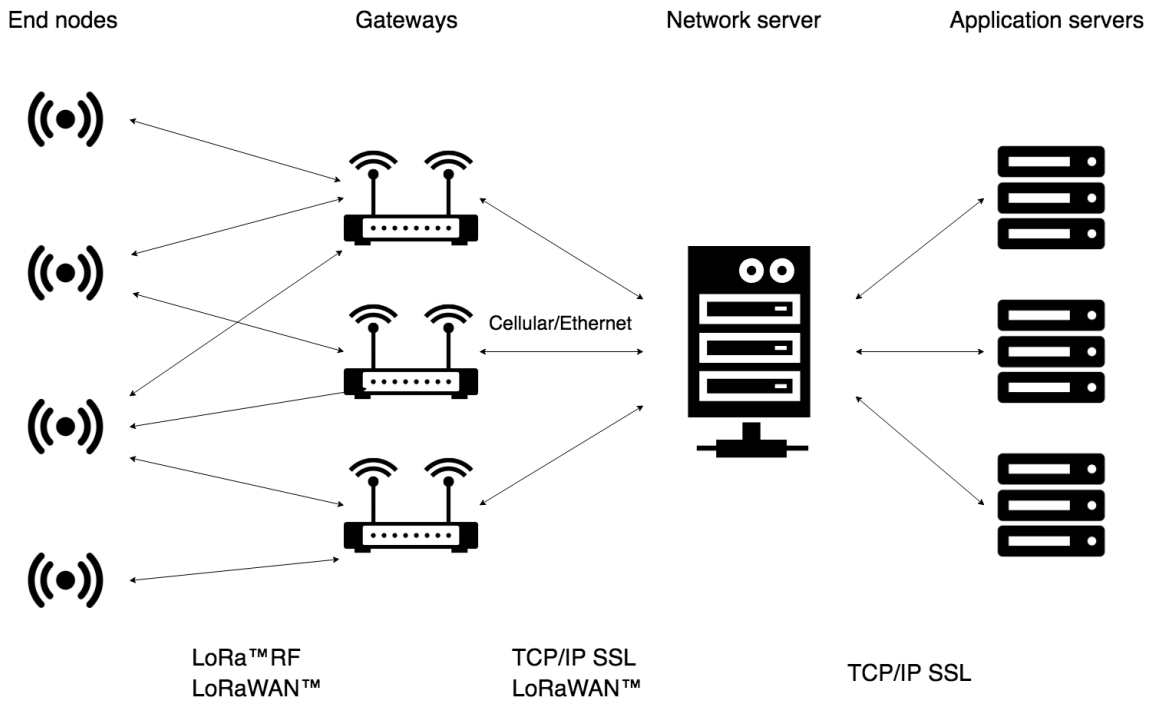 End nodes
Gateways
Network server
Application servers
Cellular/Ethernet
LoRa™RF
LoRaWAN™
TCP/IP SSL
LoRaWAN™
TCP/IP SSL